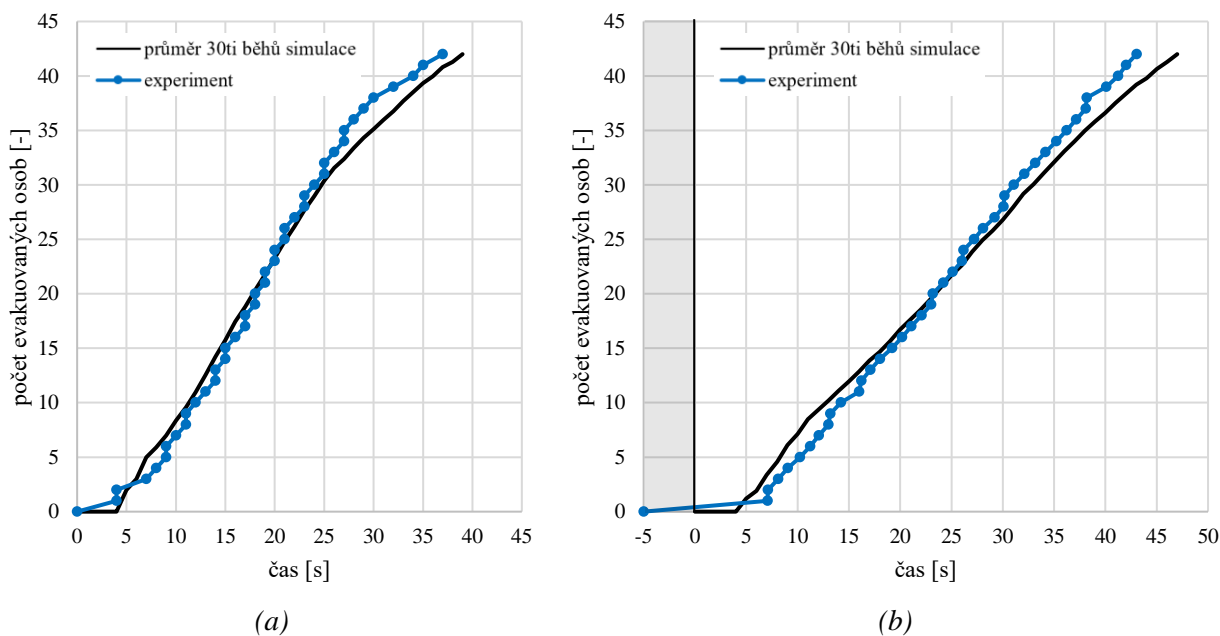 45
40
35
30
25
20
15
10
5
0
počet evakuovaných osob [-]
průměr 30ti běhů simulace
experiment
0 5 10 15 20 25 30 35 40 45
čas [s]
(a)
45
40
35
30
25
20
15
10
5
0
počet evakuovaných osob [-]
průměr 30ti běhů simulace
experiment
-5 0 5 10 15 20 25 30 35 40 45 50
čas [s]
(b)